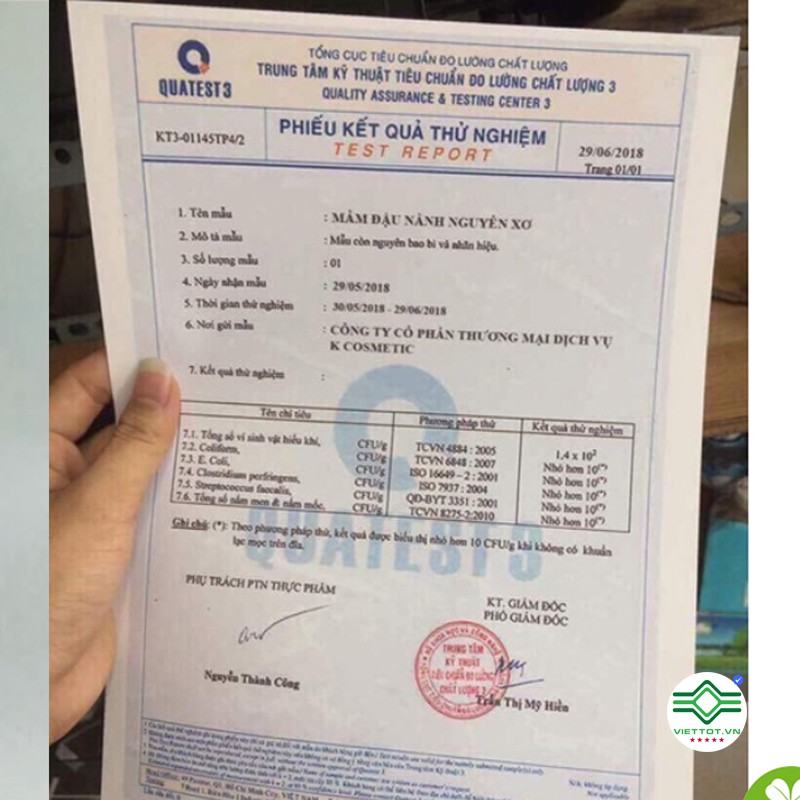 TỔNG CỤC TIÊU CHUẨN ĐO LƯỜNG CHẤT LƯỢNG
TRUNG TÂM KỸ THUẬT TIÊU CHUẨN ĐO LƯỜNG CHẤT LƯỢNG 3
QUALITY ASSURANCE & TESTING CENTER 3
QUATEST3
KT3-01145TP4/2
PHIẾU KẾT QUẢ THỬ NGHIỆM
TEST REPORT
29/06/2018
Trang 01/01
1. Tên mẫu : MẦM ĐẬU NÀNH NGUYÊN XƠ
2. Mô tả mẫu : Mẫu còn nguyên bao bì và nhãn hiệu.
3. Số lượng mẫu : 01
4. Ngày nhận mẫu : 29/05/2018
5. Thời gian thử nghiệm : 30/05/2018 - 29/06/2018
6. Nơi gửi mẫu : CÔNG TY CỔ PHẦN THƯƠNG MẠI DỊCH VỤ
K COSMETIC
7. Kết quả thử nghiệm :
Tên chỉ tiêu Phương pháp thử Kết quả thử nghiệm
7.1. Tổng số vi sinh vật hiếu khí, CFU/g TCVN 4884 : 2005 1,4 x 10²
7.2. Coliform, CFU/g TCVN 6848 : 2007 Nhỏ hơn 10(*)
7.3. E. Coli, CFU/g ISO 16649 – 2 : 2001 Nhỏ hơn 10(*)
7.4. Clostridium perfringens, CFU/g ISO 7937 : 2004 Nhỏ hơn 10(*)
7.5. Streptococcus faecalis, CFU/g QĐ-BYT 3351 : 2001 Nhỏ hơn 10(*)
7.6. Tổng số nấm men & nấm mốc, CFU/g TCVN 8275-2:2010 Nhỏ hơn 10(*)
Ghi chú: (*): Theo phương pháp thử, kết quả được biểu thị nhỏ hơn 10 CFU/g khi không có khuẩn
lạc mọc trên đĩa.
QUATEST3
PHỤ TRÁCH PTN THỰC PHẨM
KT. GIÁM ĐỐC
PHÓ GIÁM ĐỐC
TRUNG TÂM
KỸ THUẬT
TIÊU CHUẨN ĐO LƯỜNG
CHẤT LƯỢNG 3
Nguyễn Thành Công
Trần Thị Mỹ Hiền
VIETTOT.VN